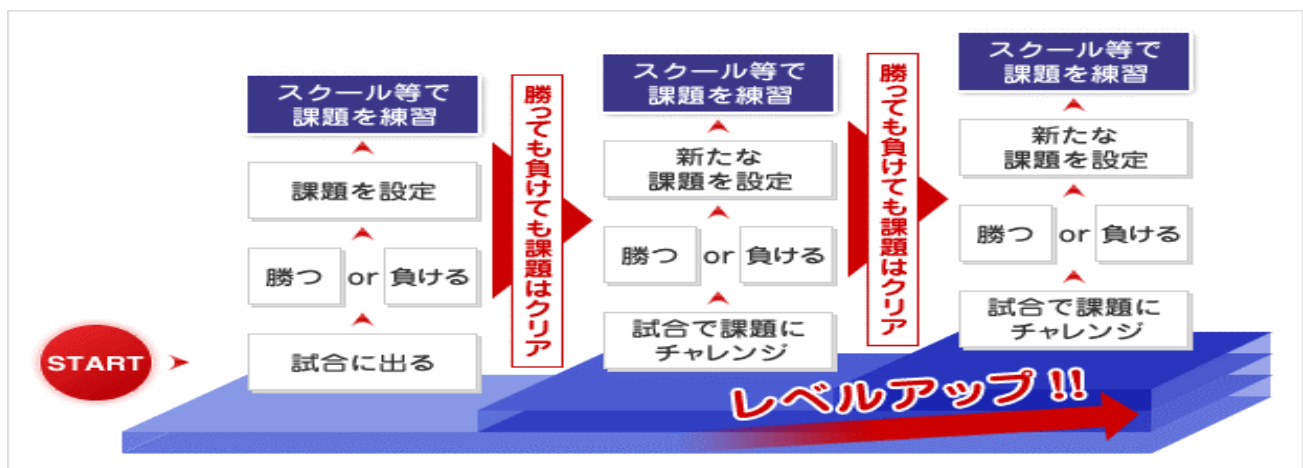 START
試合に出る
勝つ or 負ける
課題を設定
スクール等で
課題を練習
勝っても負けても課題はクリア
試合で課題に
チャレンジ
勝つ or 負ける
新たな
課題を設定
スクール等で
課題を練習
勝っても負けても課題はクリア
試合で課題に
チャレンジ
勝つ or 負ける
新たな
課題を設定
スクール等で
課題を練習
レベルアップ!!